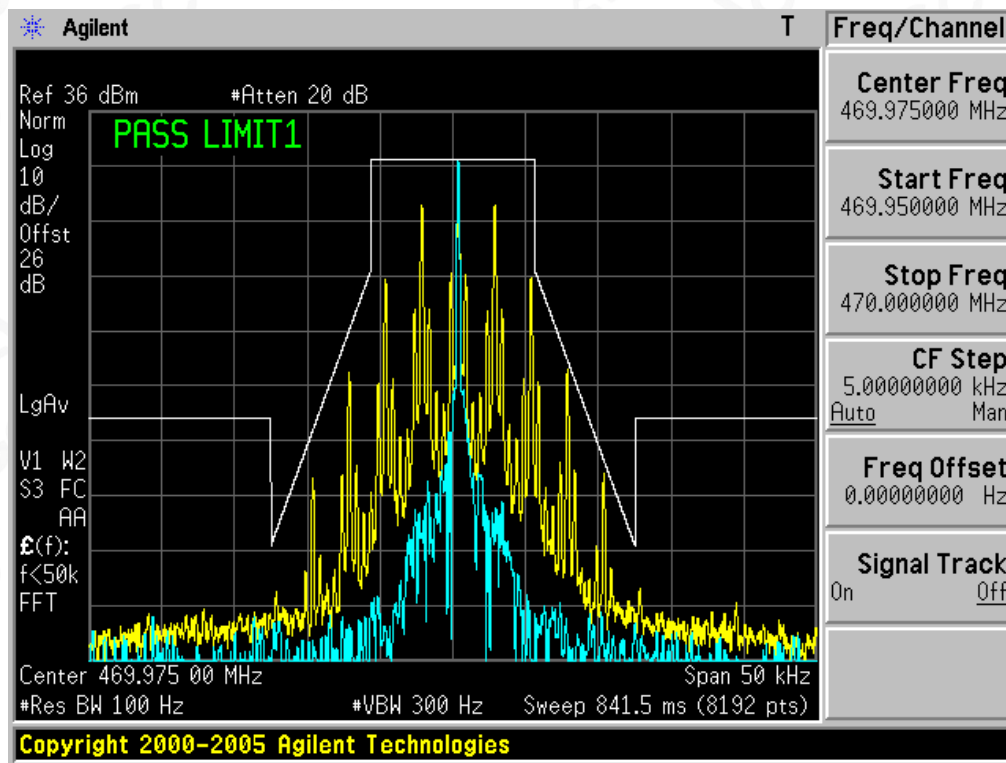 Agilent T
Ref 36 dBm #Atten 20 dB
Norm
Log
10
dB/
Offst
26
dB
PASS LIMIT1
LgAv
V1 W2
S3 FC
AA
£(f):
f<50k
FFT
Center 469.975 00 MHz Span 50 kHz
#Res BW 100 Hz #VBW 300 Hz Sweep 841.5 ms (8192 pts)
Copyright 2000-2005 Agilent Technologies
Freq/Channel
Center Freq
469.975000 MHz
Start Freq
469.950000 MHz
Stop Freq
470.000000 MHz
CF Step
5.00000000 kHz
Auto Man
Freq Offset
0.00000000 Hz
Signal Track
On Off